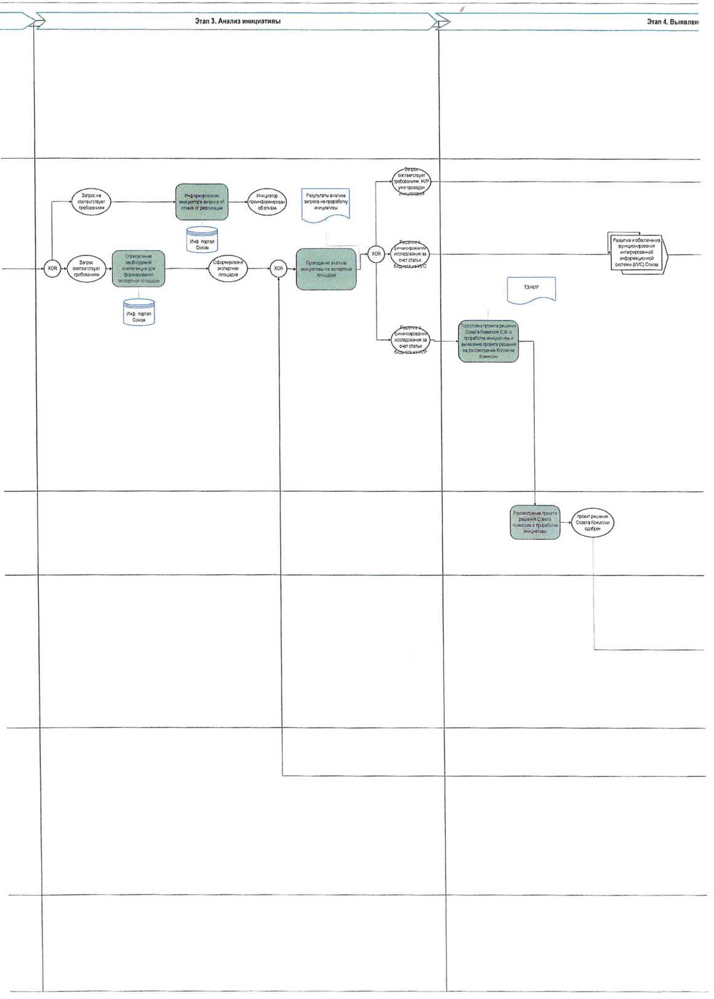 Этап 3. Анализ инициативы
Этап 4. Выявлен
Запрос не
соответствует
требованиям
Информирование
инициатора запроса об
отказе от реализации
Инф. портал
Союза
Инициатор
проинформирован
об отказе
Результаты анализа
запроса на проработку
инициативы
Запрос
соответствует
требованиям, НИР
уже проведен
инициатором
XOR
Запрос
соответствует
требованиям
Определение
необходимой
компетенции для
формирования
экспертной площадки
Инф. портал
Союза
Сформирована
экспертная
площадка
XOR
Проведение анализа
инициативы на экспертной
площадке
XOR
Решение о
финансировании
исследования за
счет статьи
бюджета на ИИС
Развитие и обеспечение
функционирования
интегрированной
информационной
системы (ИИС) Союза
Решение о
финансировании
исследования за
счет статьи
бюджета на НИР
ТЗ НИР
Подготовка проекта решения
Совета Комиссии ЕЭК о
проработке инициативы и
вынесение проекта решения
на рассмотрение Коллегии
Комиссии
Рассмотрение проекта
решения Совета
Комиссии о проработке
инициативы
проект решения
Совета Комиссии
одобрен